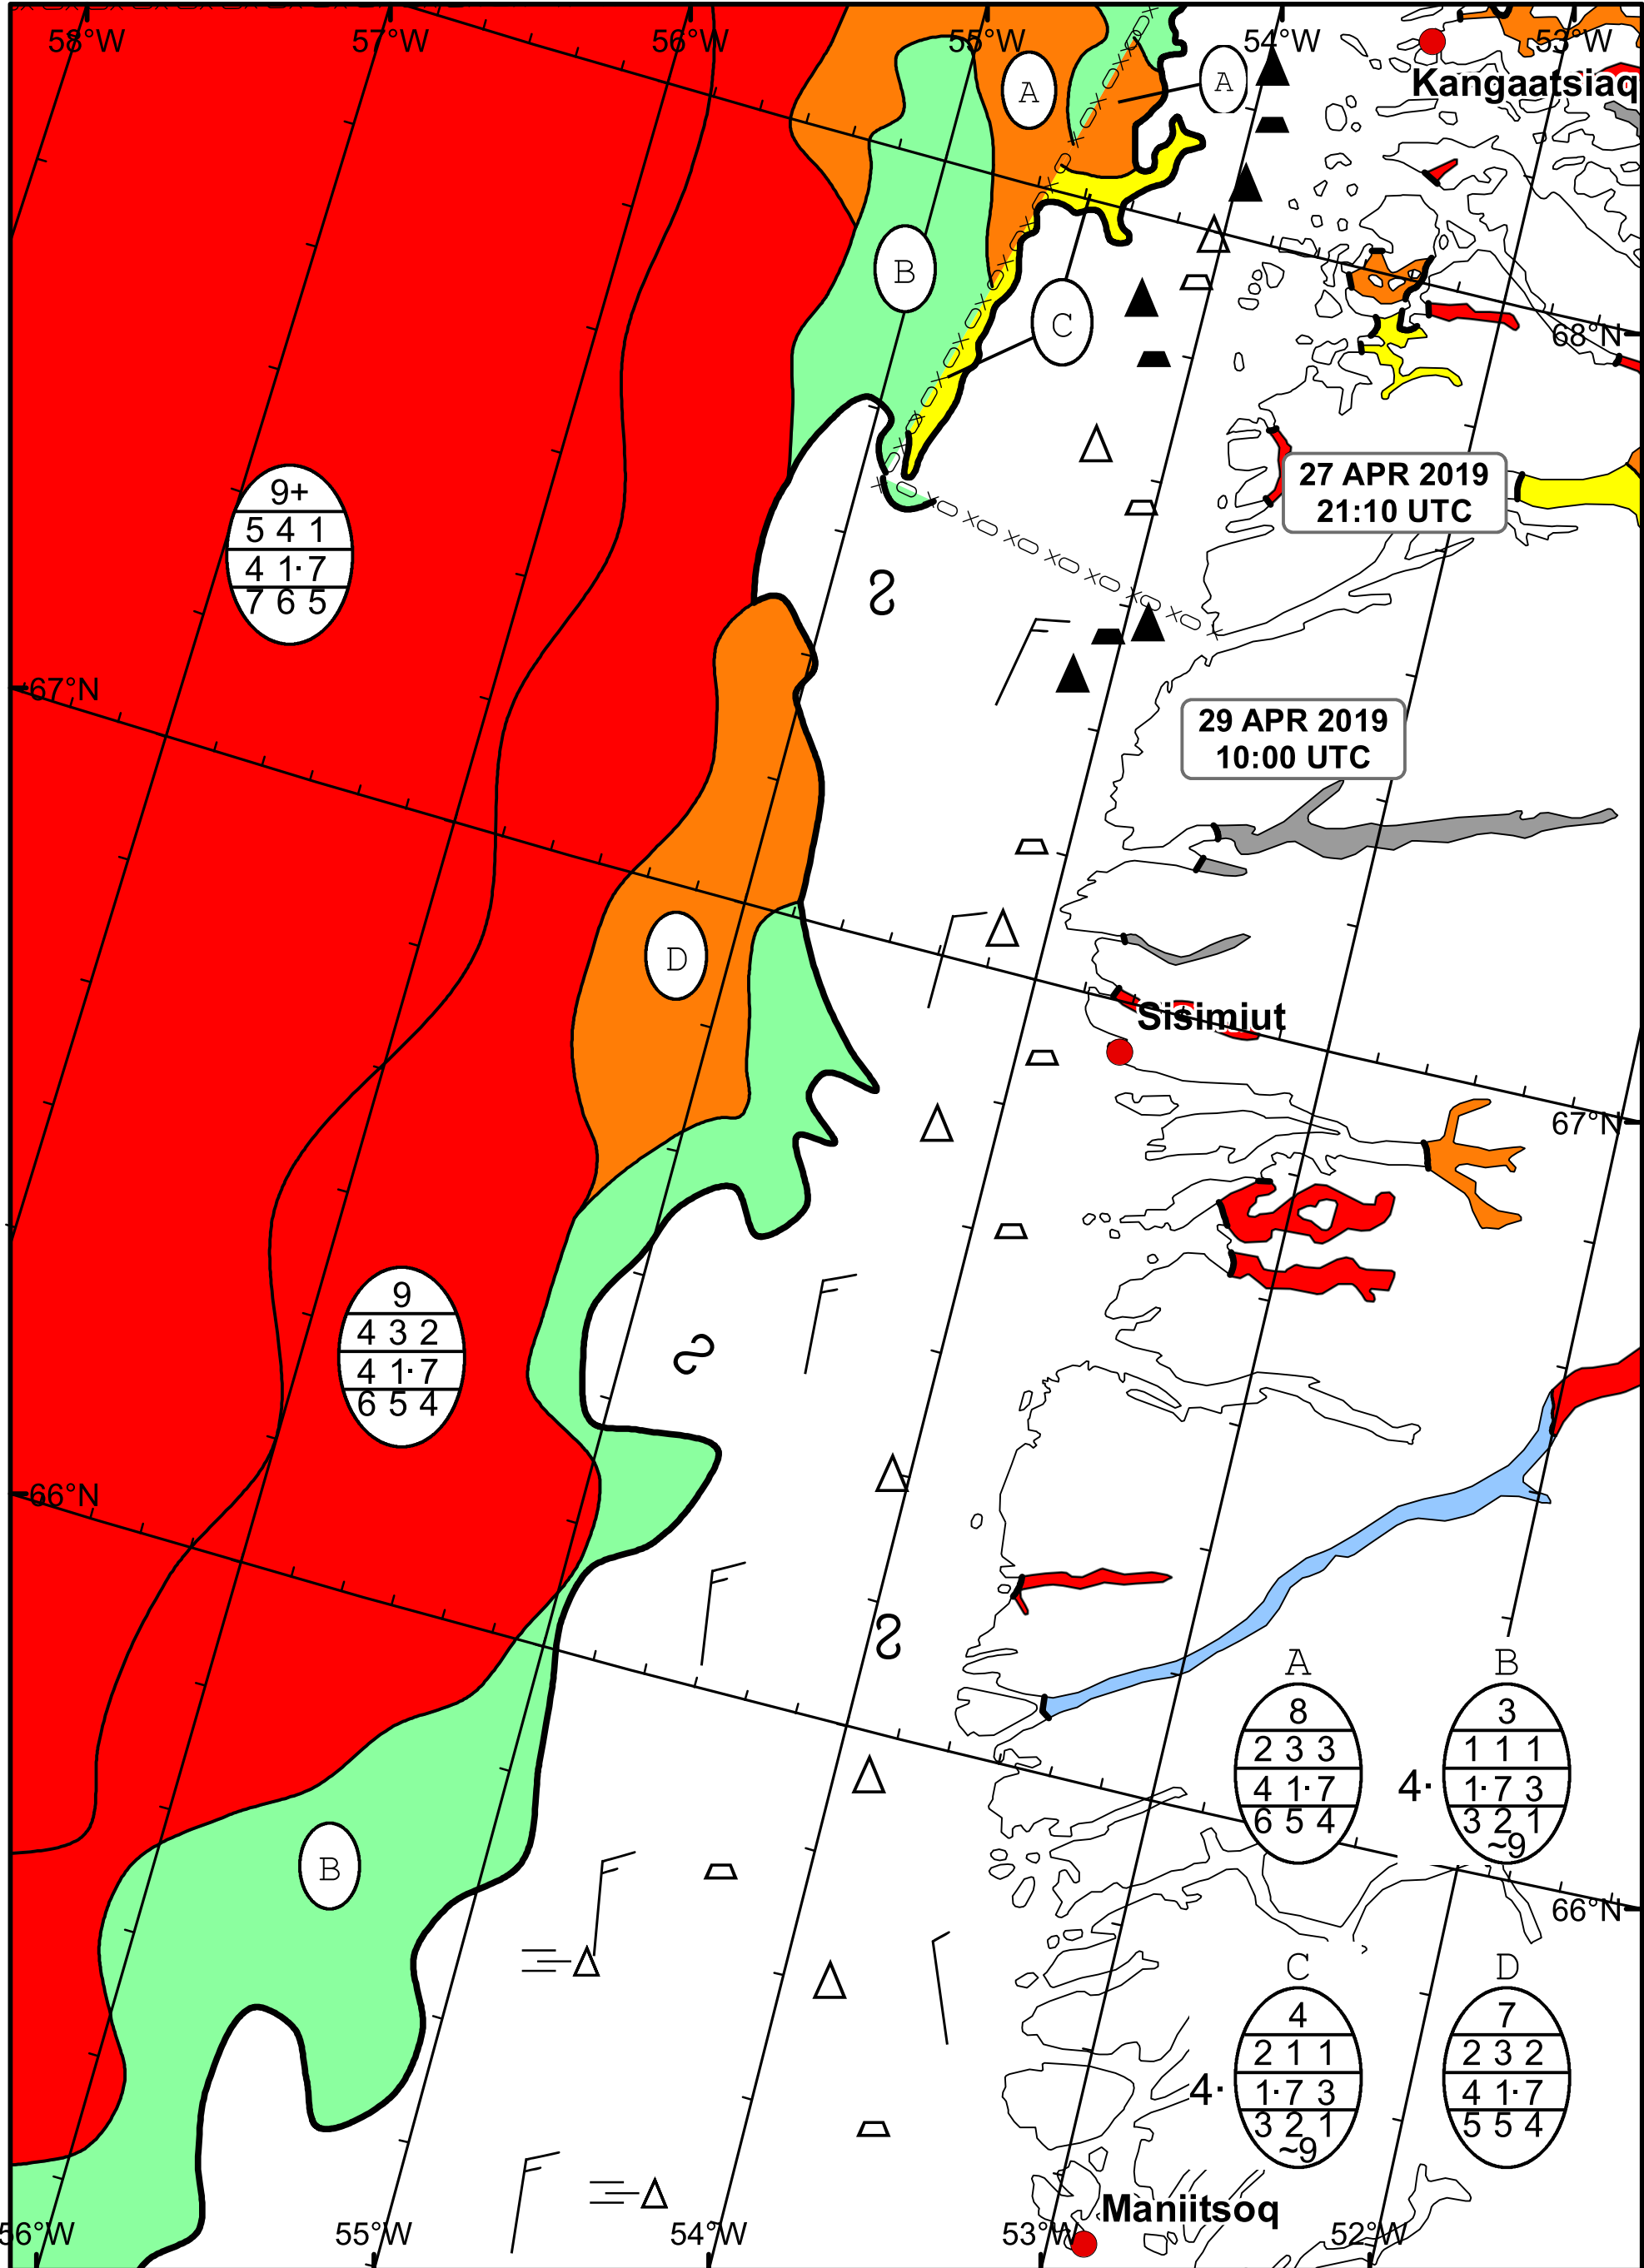 58°W
57°W
56°W
55°W
54°W
53°W
Kangaatsiaq
A
A
B
C
68°N
27 APR 2019
21:10 UTC
9+
5 4 1
4 1·7
7 6 5
67°N
29 APR 2019
10:00 UTC
D
Sisimiut
67°N
9
4 3 2
4 1·7
6 5 4
66°N
A
8
2 3 3
4 1·7
6 5 4
B
3
1 1 1
4· 1·7 3
3 2 1
~9
B
66°N
C
4
2 1 1
4· 1·7 3
3 2 1
~9
D
7
2 3 2
4 1·7
5 5 4
Maniitsoq
56°W
55°W
54°W
53°W
52°W